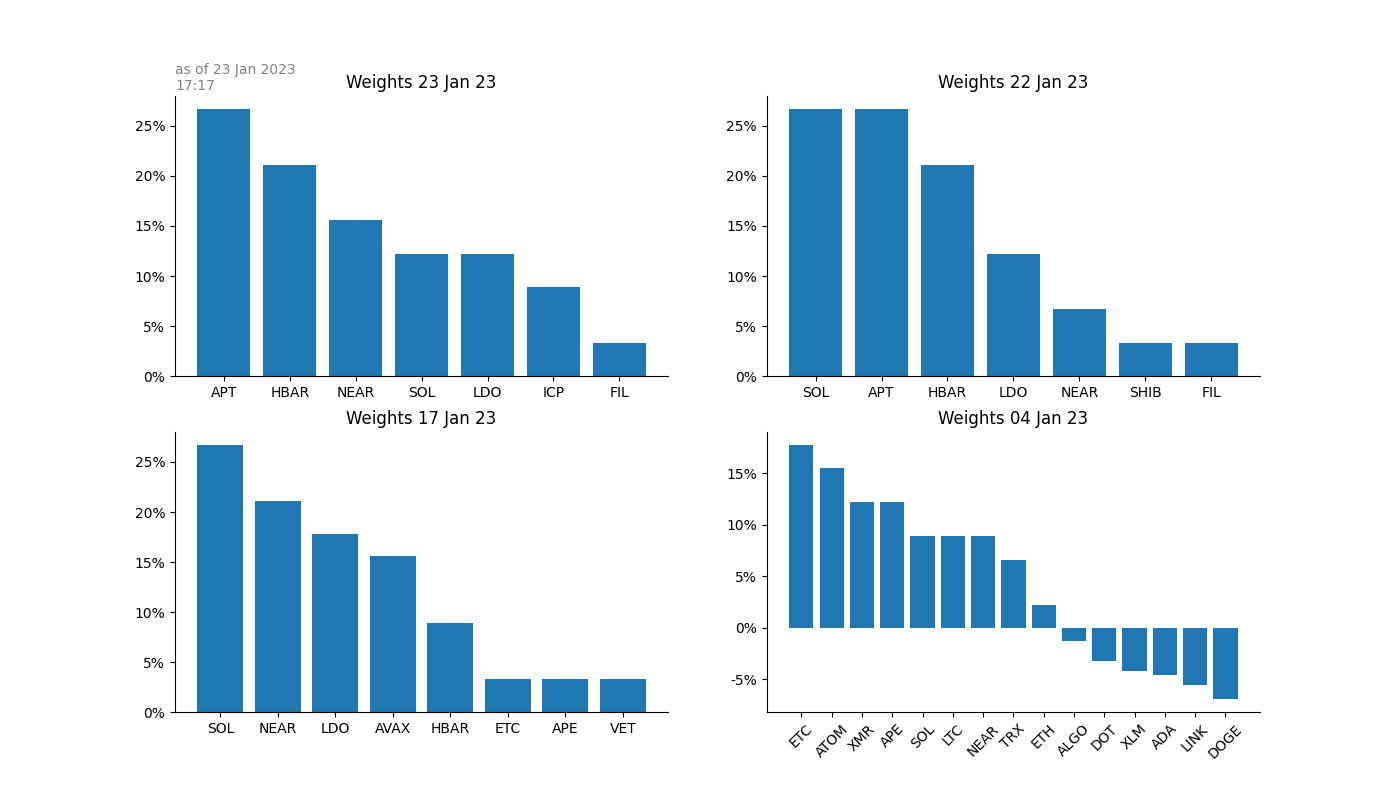 as of 23 Jan 2023
17:17
Weights 23 Jan 23
25%
20%
15%
10%
5%
0%
APT HBAR NEAR SOL LDO ICP FIL
Weights 22 Jan 23
25%
20%
15%
10%
5%
0%
SOL APT HBAR LDO NEAR SHIB FIL
Weights 17 Jan 23
25%
20%
15%
10%
5%
0%
SOL NEAR LDO AVAX HBAR ETC APE VET
Weights 04 Jan 23
15%
10%
5%
0%
-5%
ETC ATOM XMR APE SOL LTC NEAR TRX ETH ALGO DOT XLM ADA LINK DOGE